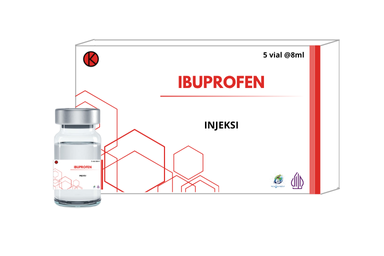 5 vial @8ml
K
IBUPROFEN
INJEKSI
IBUPROFEN